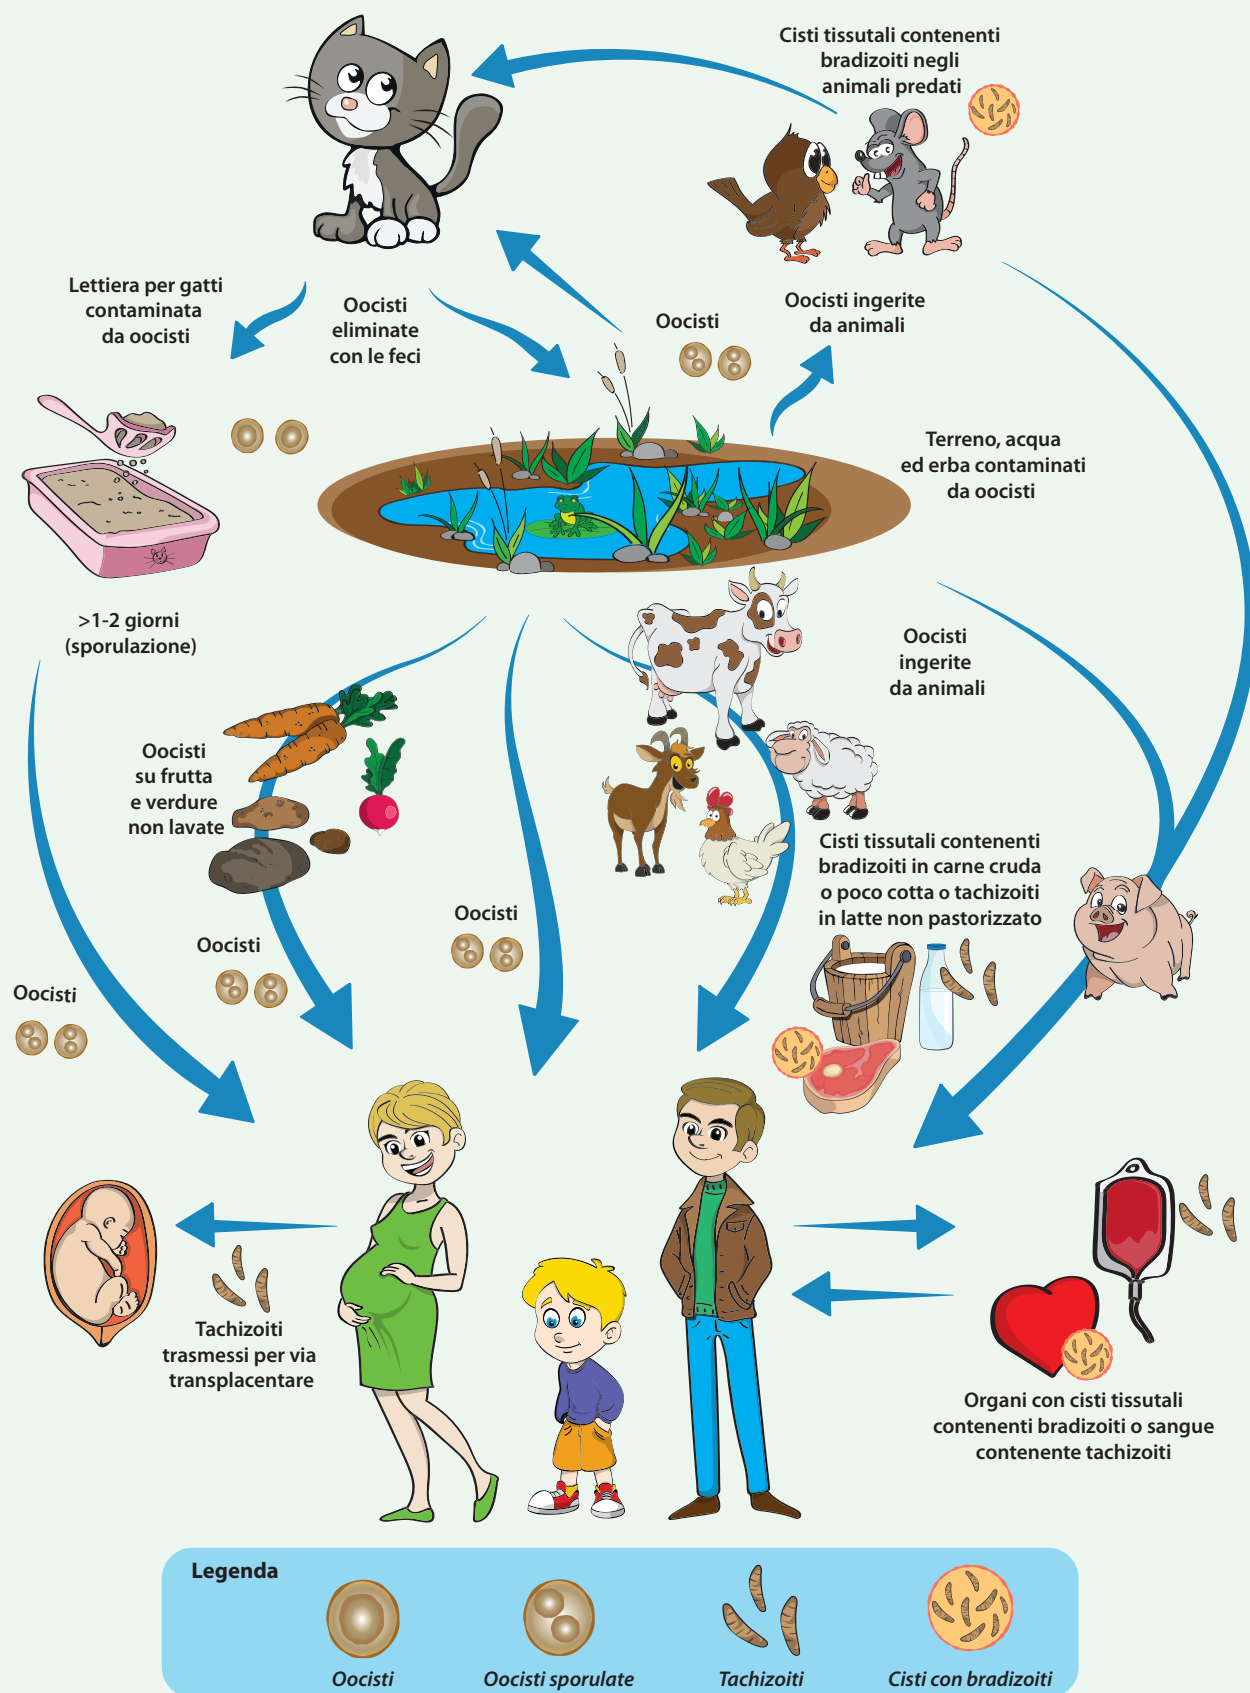 Cisti tissutali contenenti
bradizoiti negli
animali predati
Lettiera per gatti
contaminata
da oocisti
Oocisti
eliminate
con le feci
Oocisti
Oocisti ingerite
da animali
Terreno, acqua
ed erba contaminati
da oocisti
>1-2 giorni
(sporulazione)
Oocisti
ingerite
da animali
Oocisti
su frutta
e verdure
non lavate
Cisti tissutali contenenti
bradizoiti in carne cruda
o poco cotta o tachizoiti
in latte non pastorizzato
Oocisti
Oocisti
Oocisti
Tachizoiti
trasmessi per via
transplacentare
Organi con cisti tissutali
contenenti bradizoiti o sangue
contenente tachizoiti
Legenda
Oocisti
Oocisti sporulate
Tachizoiti
Cisti con bradizoiti